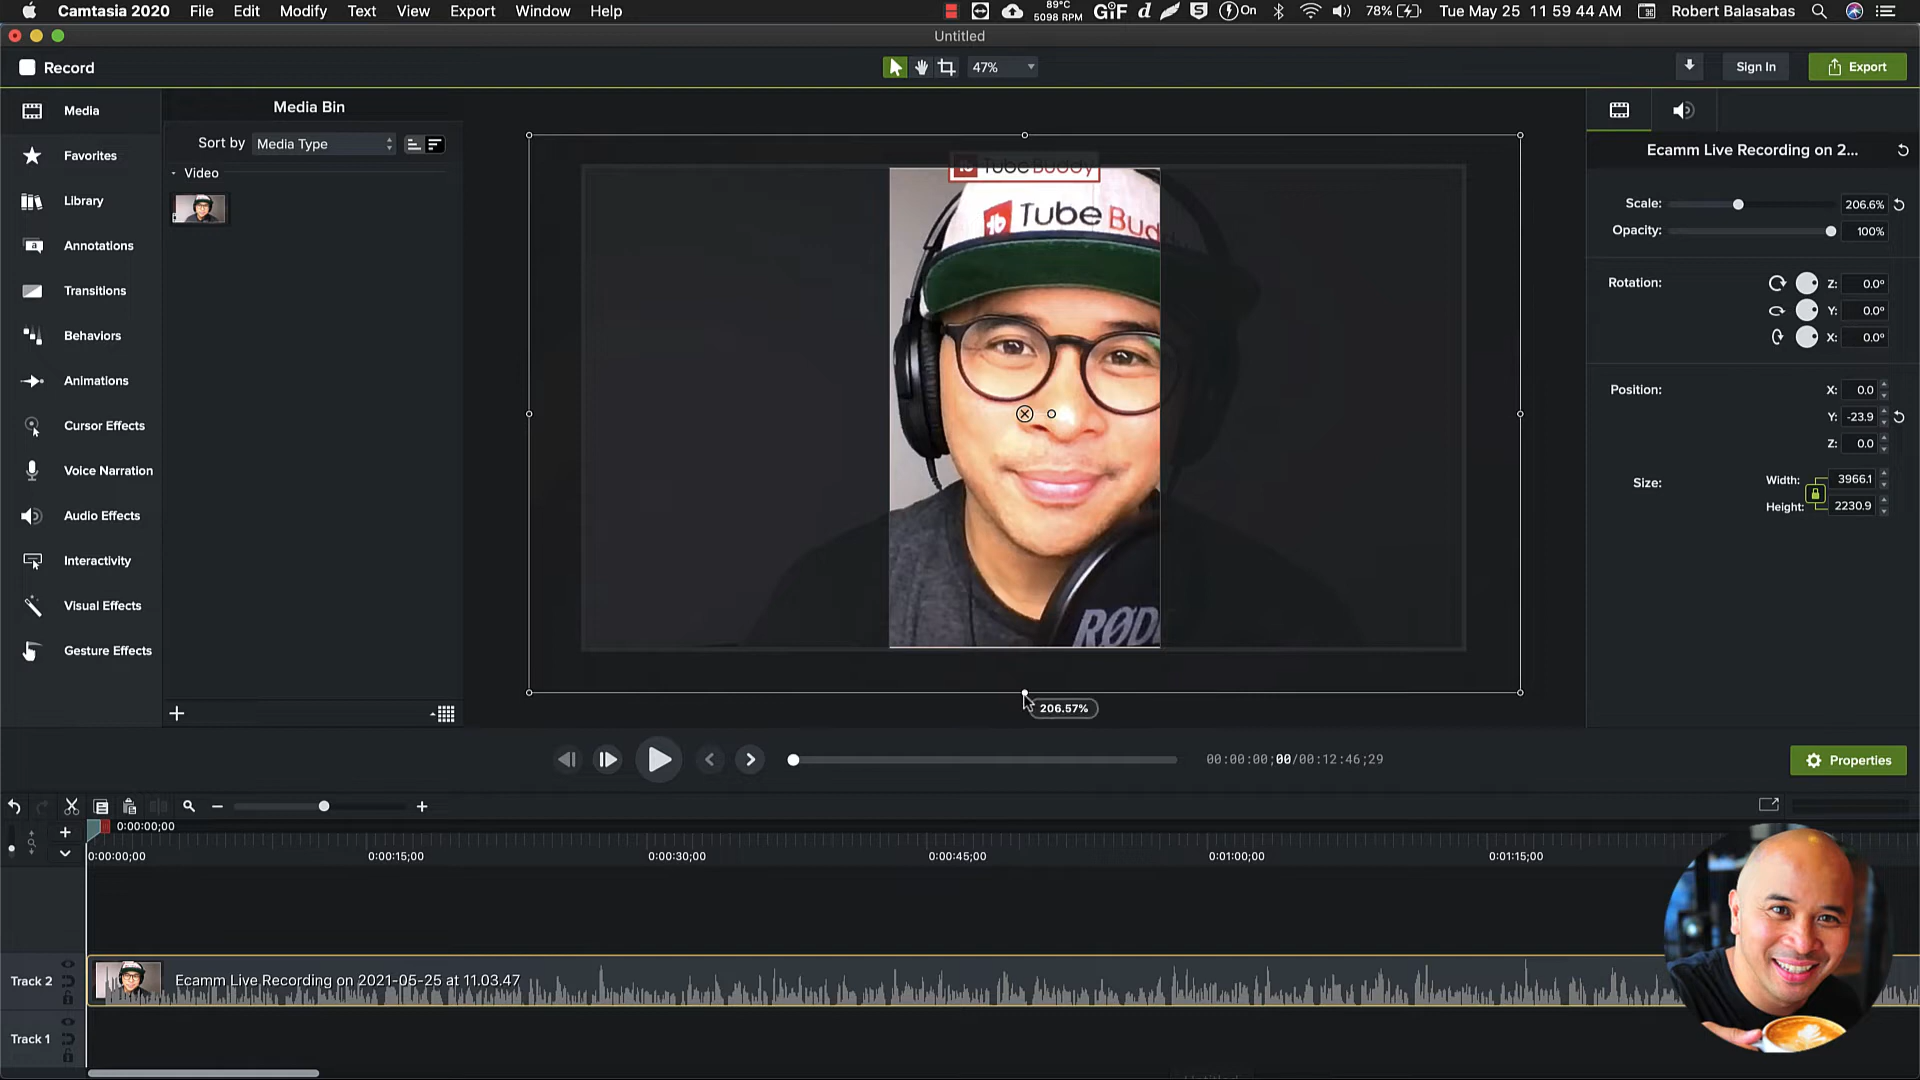 Camtasia 2020 File Edit Modify Text View Export Window Help
89°C
5098 RPM
GIF d 5 On 78% Tue May 25 11 59 44 AM Robert Balasabas
Untitled
Record
47%
Sign In
Export
Media
Favorites
Library
Annotations
Transitions
Behaviors
Animations
Cursor Effects
Voice Narration
Audio Effects
Interactivity
Visual Effects
Gesture Effects
Media Bin
Sort by Media Type
Video
TubeBuddy
Tube Budd
RØD
206.57%
Ecamm Live Recording on 2...
Scale: 206.6%
Opacity: 100%
Rotation: Z: 0.0°
Y: 0.0°
X: 0.0°
Position: X: 0.0
Y: -23.9
Z: 0.0
Size: Width: 3966.1
Height: 2230.9
00:00:00;00/00:12:46;29
Properties
0:00:00;00
0:00:00;00 0:00:15;00 0:00:30;00 0:00:45;00 0:01:00;00 0:01:15;00
Track 2 Ecamm Live Recording on 2021-05-25 at 11.03.47
Track 1